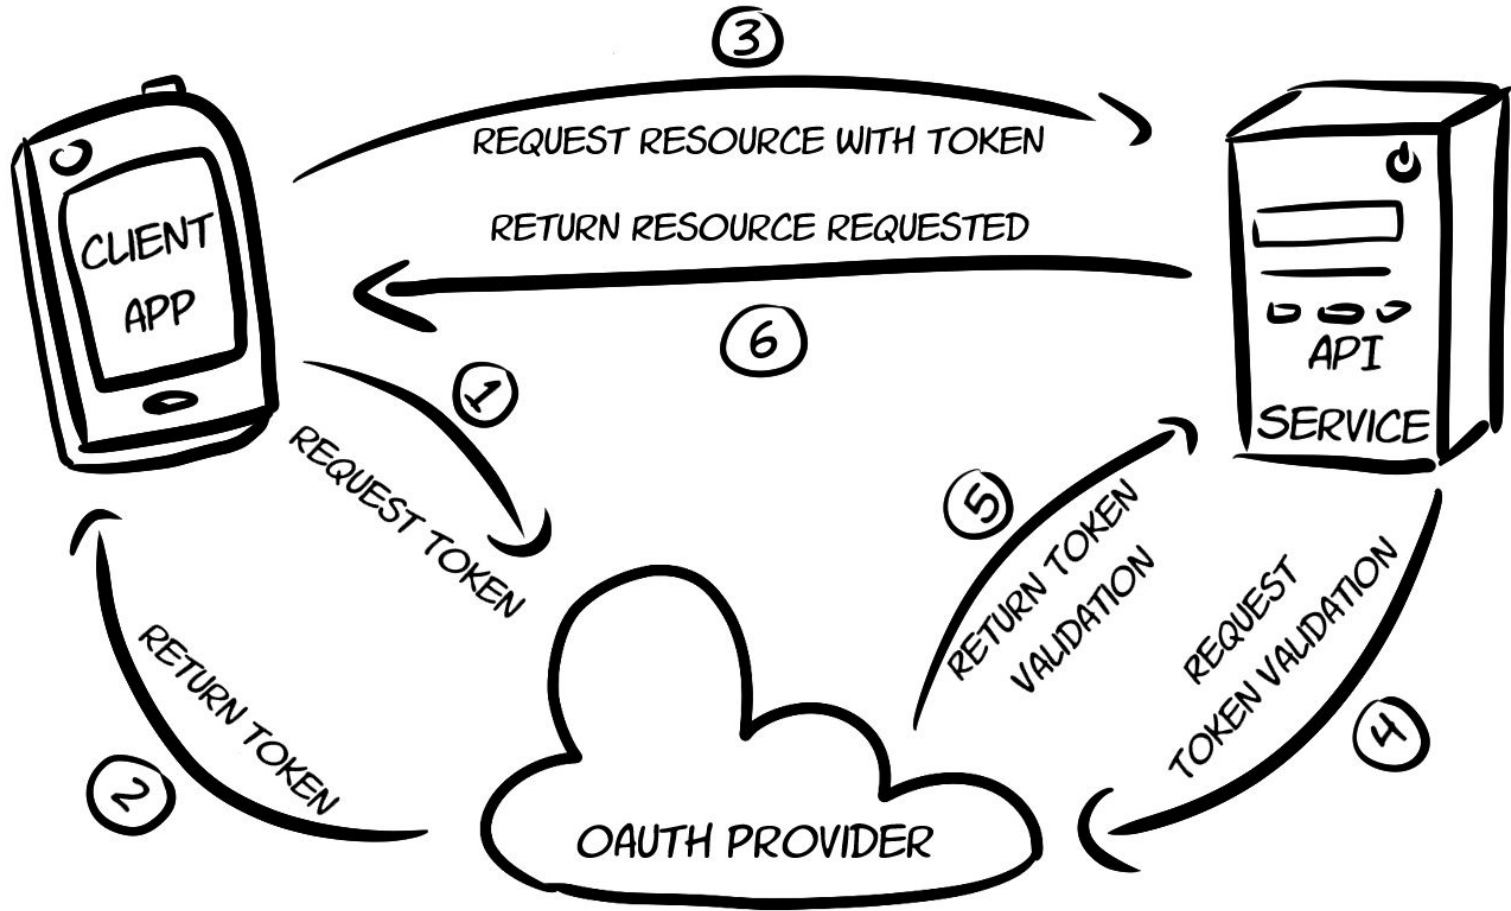 3
REQUEST RESOURCE WITH TOKEN
RETURN RESOURCE REQUESTED
6
CLIENT
APP
API
SERVICE
1
REQUEST TOKEN
2
RETURN TOKEN
5
RETURN TOKEN
VALIDATION
REQUEST
TOKEN VALIDATION
4
OAUTH PROVIDER